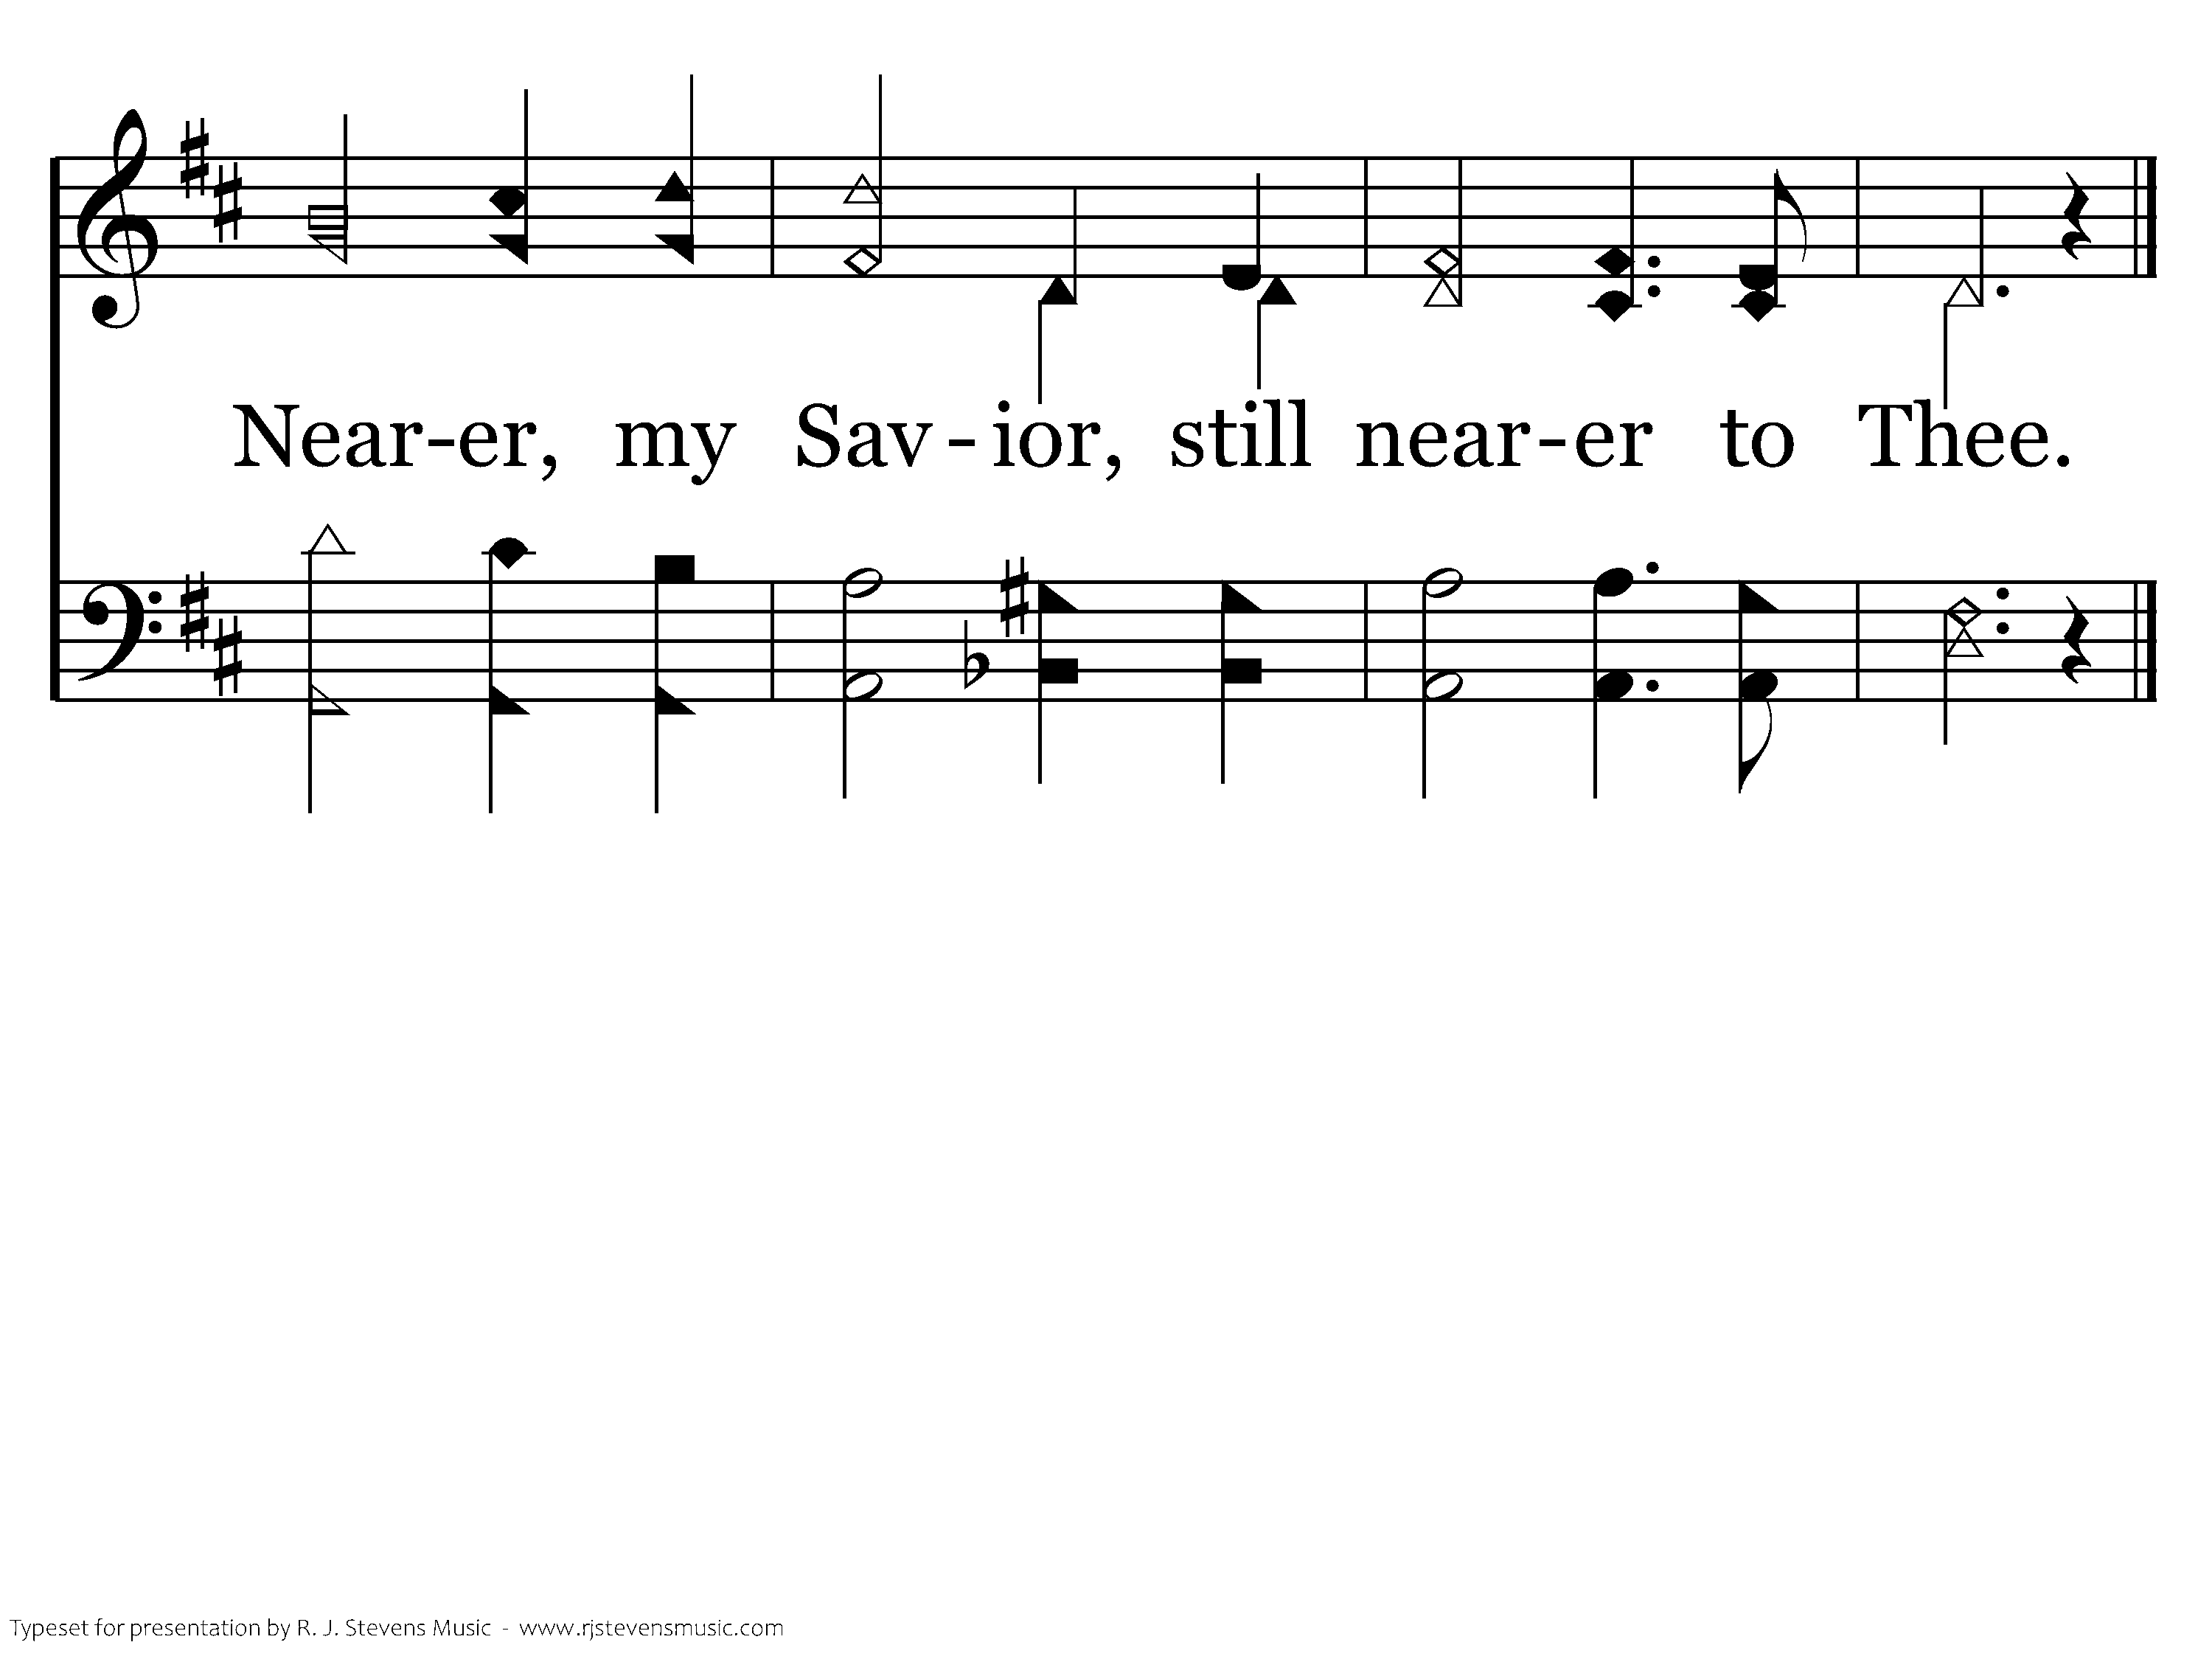 Near-er, my Sav-ior, still near-er to Thee.
Typeset for presentation by R. J. Stevens Music - www.rjstevensmusic.com